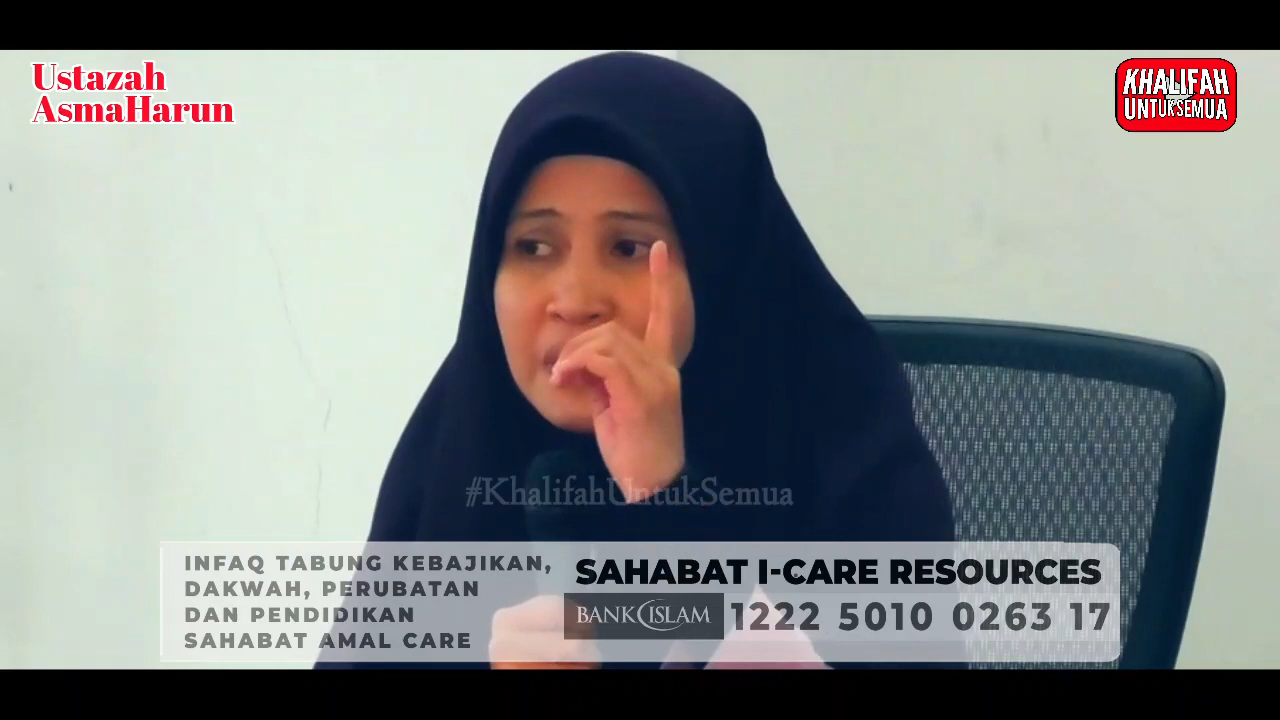 Ustazah
AsmaHarun
KHALIFAH
UNTUK SEMUA
#KhalifahUntukSemua
INFAQ TABUNG KEBAJIKAN,
DAKWAH, PERUBATAN
DAN PENDIDIKAN
SAHABAT AMAL CARE
SAHABAT I-CARE RESOURCES
BANK ISLAM
1222 5010 0263 17